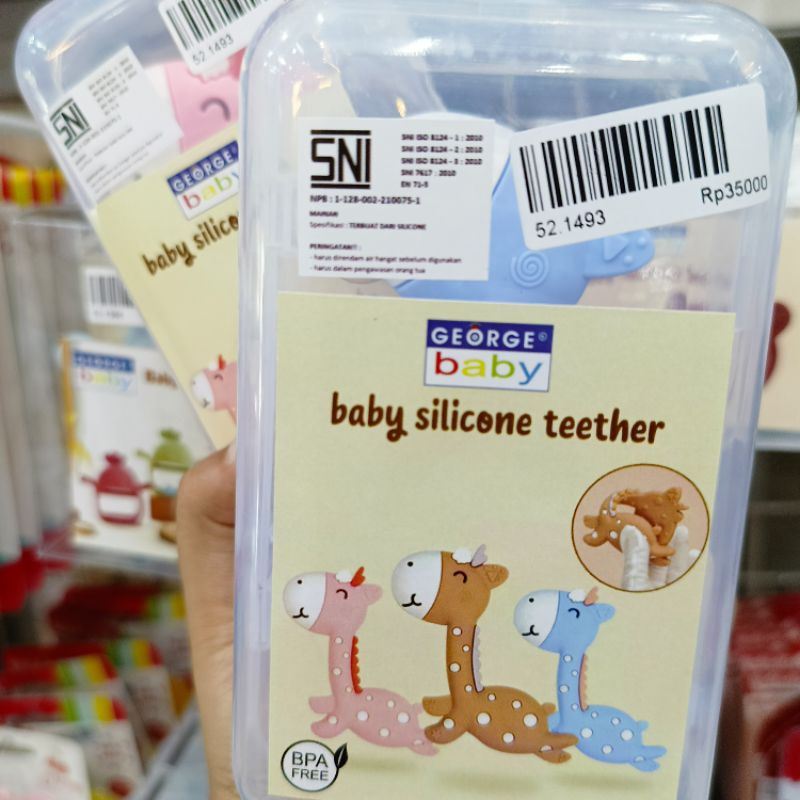 52.1493
SNI
GEORGE
baby
baby silico
SNI
SNI ISO 8124 - 1 : 2010
SNI ISO 8124 - 2 : 2010
SNI ISO 8124 - 3 : 2010
SNI 7617 : 2010
EN 71-3
NPB : 1-128-002-210075-1
MAINAN
Spesifikasi : TERBUAT DARI SILICONE
PERINGATAN!!! :
- harus direndam air hangat sebelum digunakan
- harus dalam pengawasan orang tua
52.1493
Rp35000
GEORGE
baby
baby silicone teether
BPA
FREE
GEORGE
baby